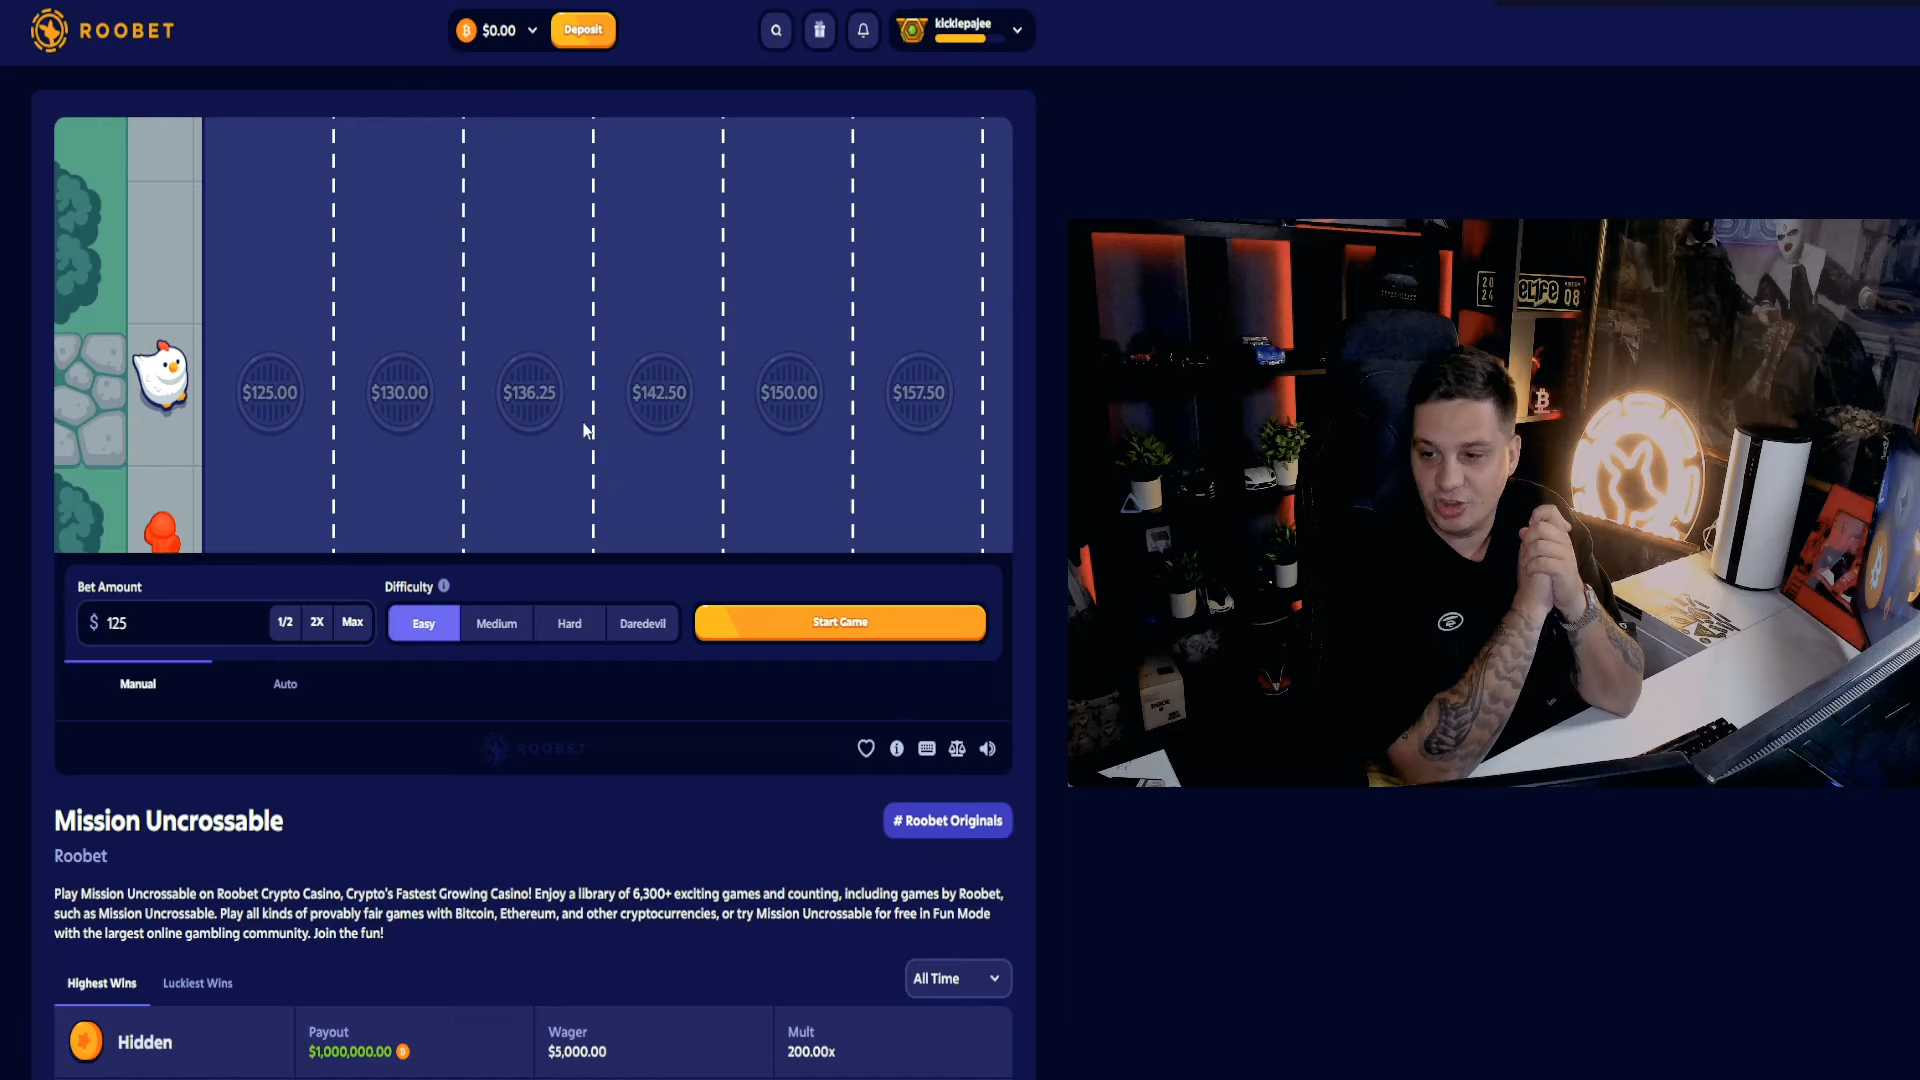 ROOBET
$0.00
Deposit
kicklepajee
$125.00
$130.00
$136.25
$142.50
$150.00
$157.50
Bet Amount
Difficulty
$ 125
1/2
2X
Max
Easy
Medium
Hard
Daredevil
Start Game
Manual
Auto
ROOBET
Mission Uncrossable
# Roobet Originals
Roobet
Play Mission Uncrossable on Roobet Crypto Casino, Crypto's Fastest Growing Casino! Enjoy a library of 6,300+ exciting games and counting, including games by Roobet,
such as Mission Uncrossable. Play all kinds of provably fair games with Bitcoin, Ethereum, and other cryptocurrencies, or try Mission Uncrossable for free in Fun Mode
with the largest online gambling community. Join the fun!
Highest Wins
Luckiest Wins
All Time
Hidden
Payout
$1,000,000.00
Wager
$5,000.00
Mult
200.00x
20
24
eLife
08
RØDE